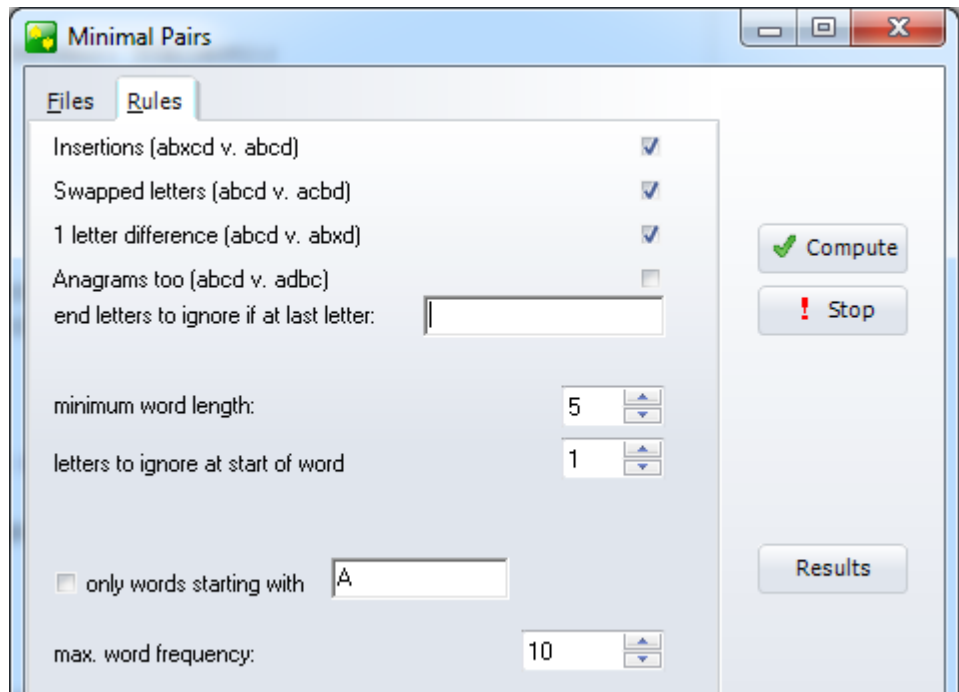 Minimal Pairs
Files Rules
Insertions (abxcd v. abcd)
Swapped letters (abcd v. acbd)
1 letter difference (abcd v. abxd)
Compute
Anagrams too (abcd v. adbc)
end letters to ignore if at last letter:
! Stop
minimum word length: 5
letters to ignore at start of word 1
only words starting with A
Results
max. word frequency: 10